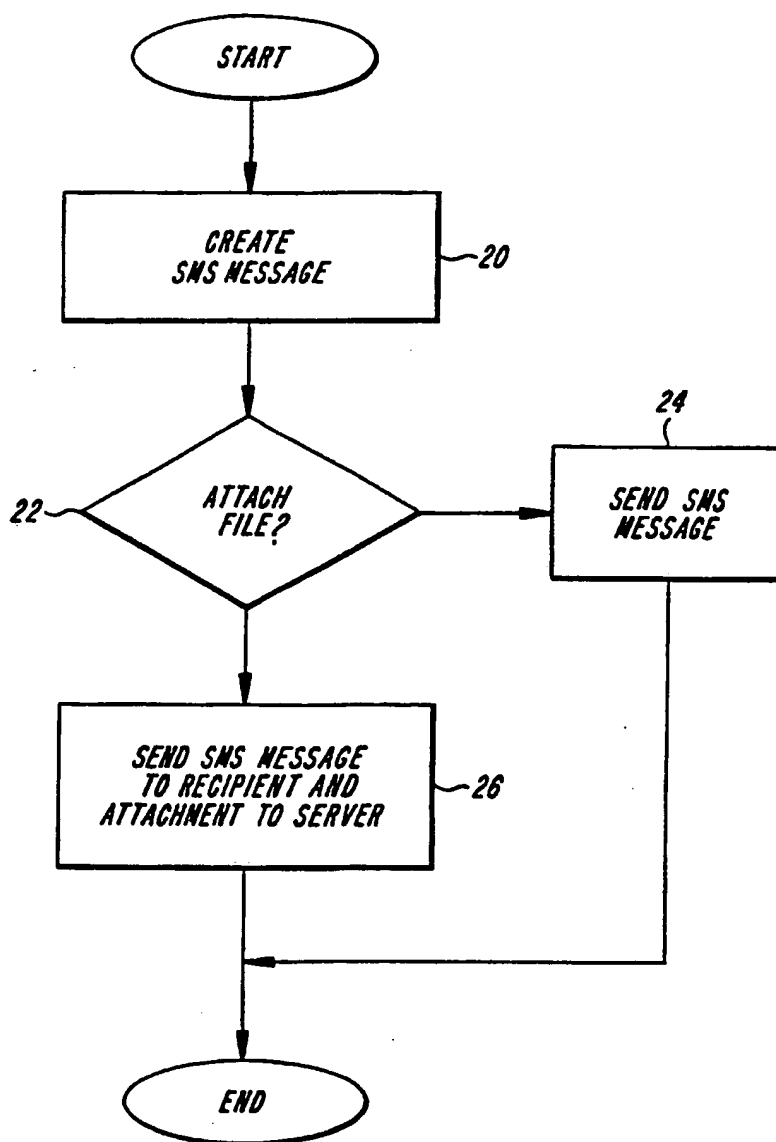 START
CREATE
SMS MESSAGE
20
22
ATTACH
FILE?
24
SEND SMS
MESSAGE
SEND SMS MESSAGE
TO RECIPIENT AND
ATTACHMENT TO SERVER
26
END